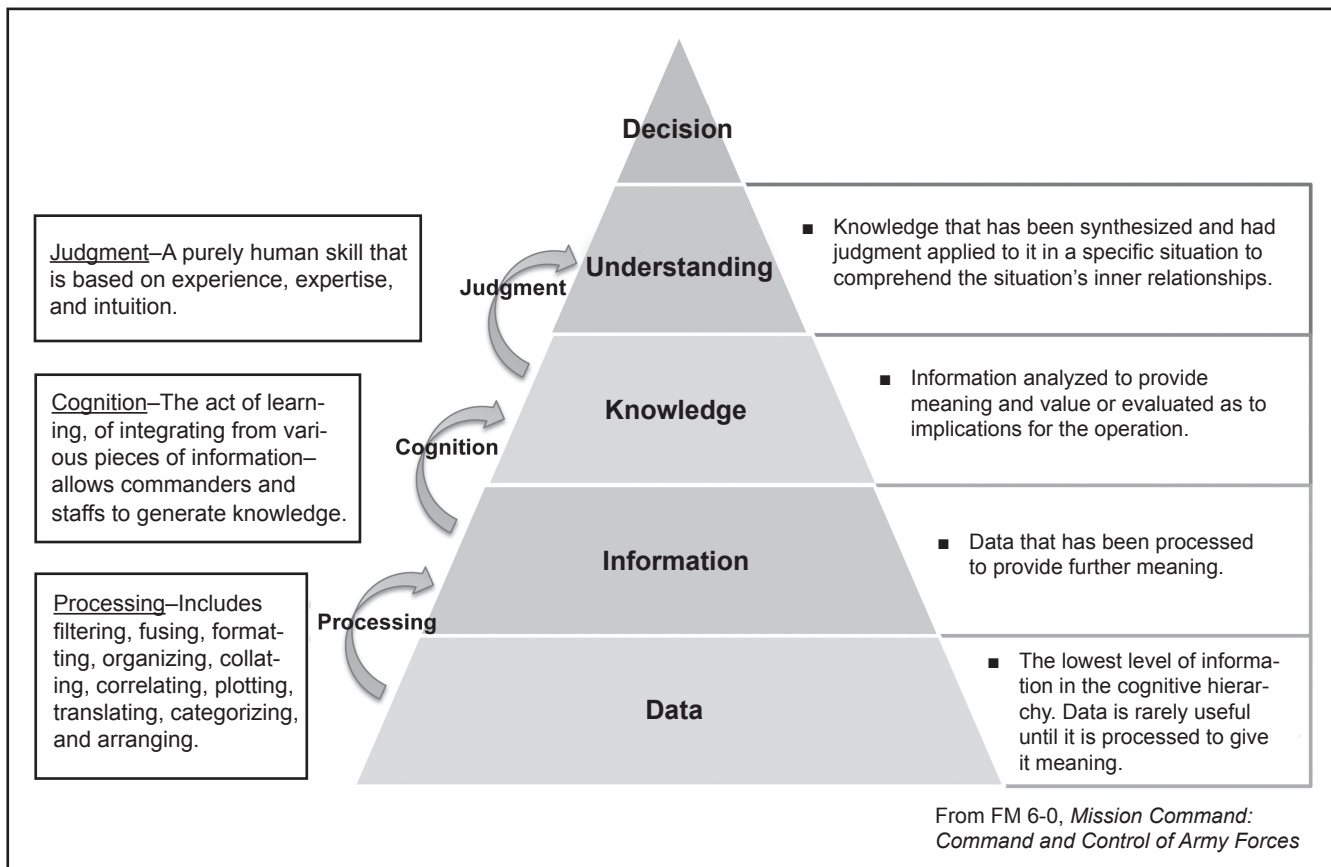 Decision
Understanding
Knowledge
Information
Data
Judgment
Cognition
Processing
Judgment–A purely human skill that
is based on experience, expertise,
and intuition.
Cognition–The act of learn-
ing, of integrating from vari-
ous pieces of information–
allows commanders and
staffs to generate knowledge.
Processing–Includes
filtering, fusing, format-
ting, organizing, collat-
ing, correlating, plotting,
translating, categorizing,
and arranging.
■ Knowledge that has been synthesized and had
judgment applied to it in a specific situation to
comprehend the situation’s inner relationships.
■ Information analyzed to provide
meaning and value or evaluated as to
implications for the operation.
■ Data that has been processed
to provide further meaning.
■ The lowest level of informa-
tion in the cognitive hierar-
chy. Data is rarely useful
until it is processed to give
it meaning.
From FM 6-0, Mission Command:
Command and Control of Army Forces